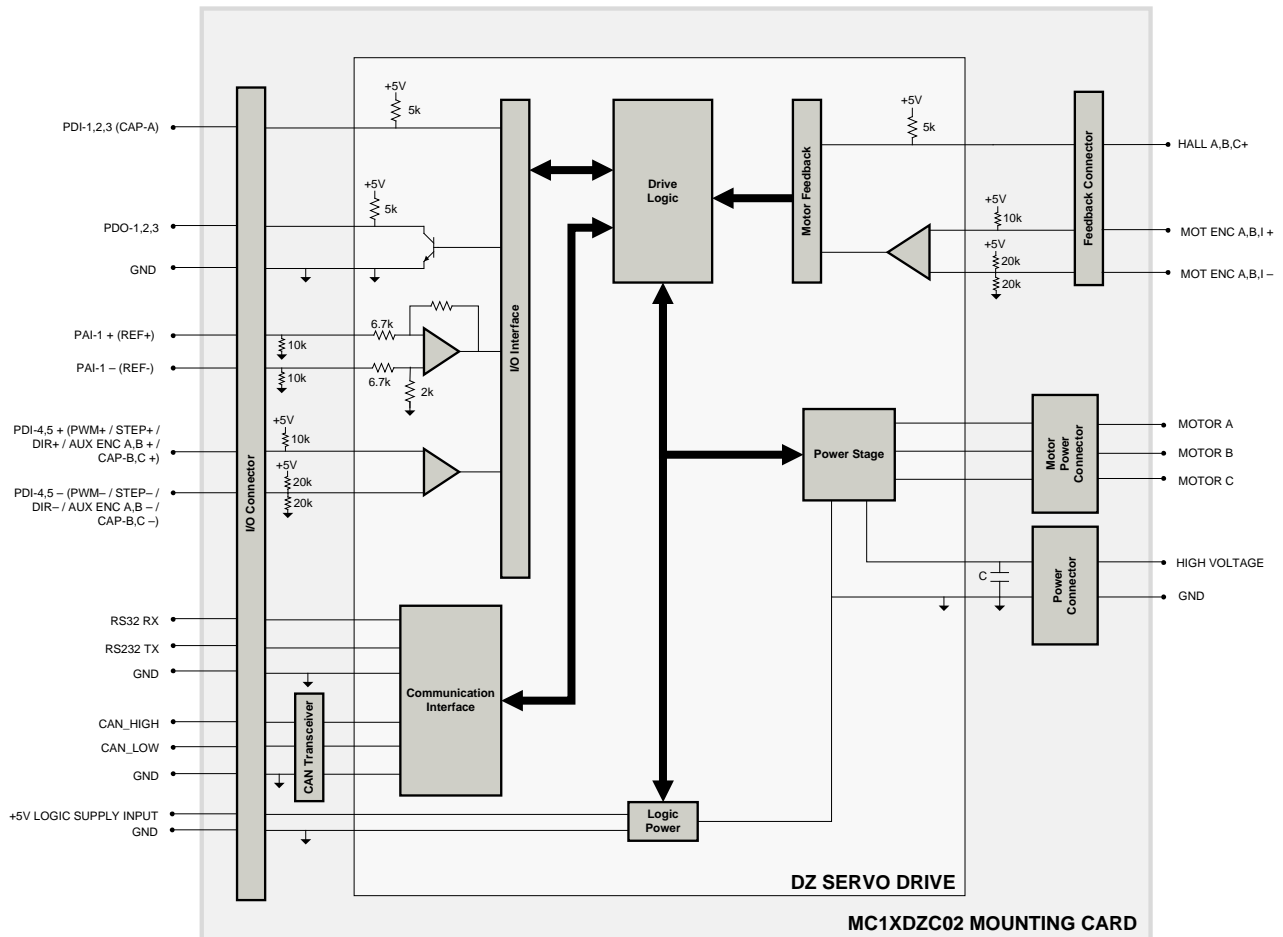 +5V
5k
PDI-1,2,3 (CAP-A)
+5V
5k
PDO-1,2,3
GND
PAI-1 + (REF+)
10k
6.7k
PAI-1 – (REF-)
10k
6.7k
2k
PDI-4,5 + (PWM+ / STEP+ /
DIR+ / AUX ENC A,B + /
CAP-B,C +)
+5V
10k
PDI-4,5 – (PWM– / STEP– /
DIR– / AUX ENC A,B – /
CAP-B,C –)
+5V
20k
20k
I/O Connector
I/O Interface
RS32 RX
RS232 TX
GND
CAN_HIGH
CAN_LOW
GND
CAN Transceiver
Communication
Interface
+5V LOGIC SUPPLY INPUT
GND
Logic
Power
Drive
Logic
Motor Feedback
+5V
5k
Feedback Connector
HALL A,B,C+
+5V
10k
MOT ENC A,B,I +
+5V
20k
20k
MOT ENC A,B,I –
Power Stage
Motor
Power
Connector
MOTOR A
MOTOR B
MOTOR C
C
Power
Connector
HIGH VOLTAGE
GND
DZ SERVO DRIVE
MC1XDZC02 MOUNTING CARD